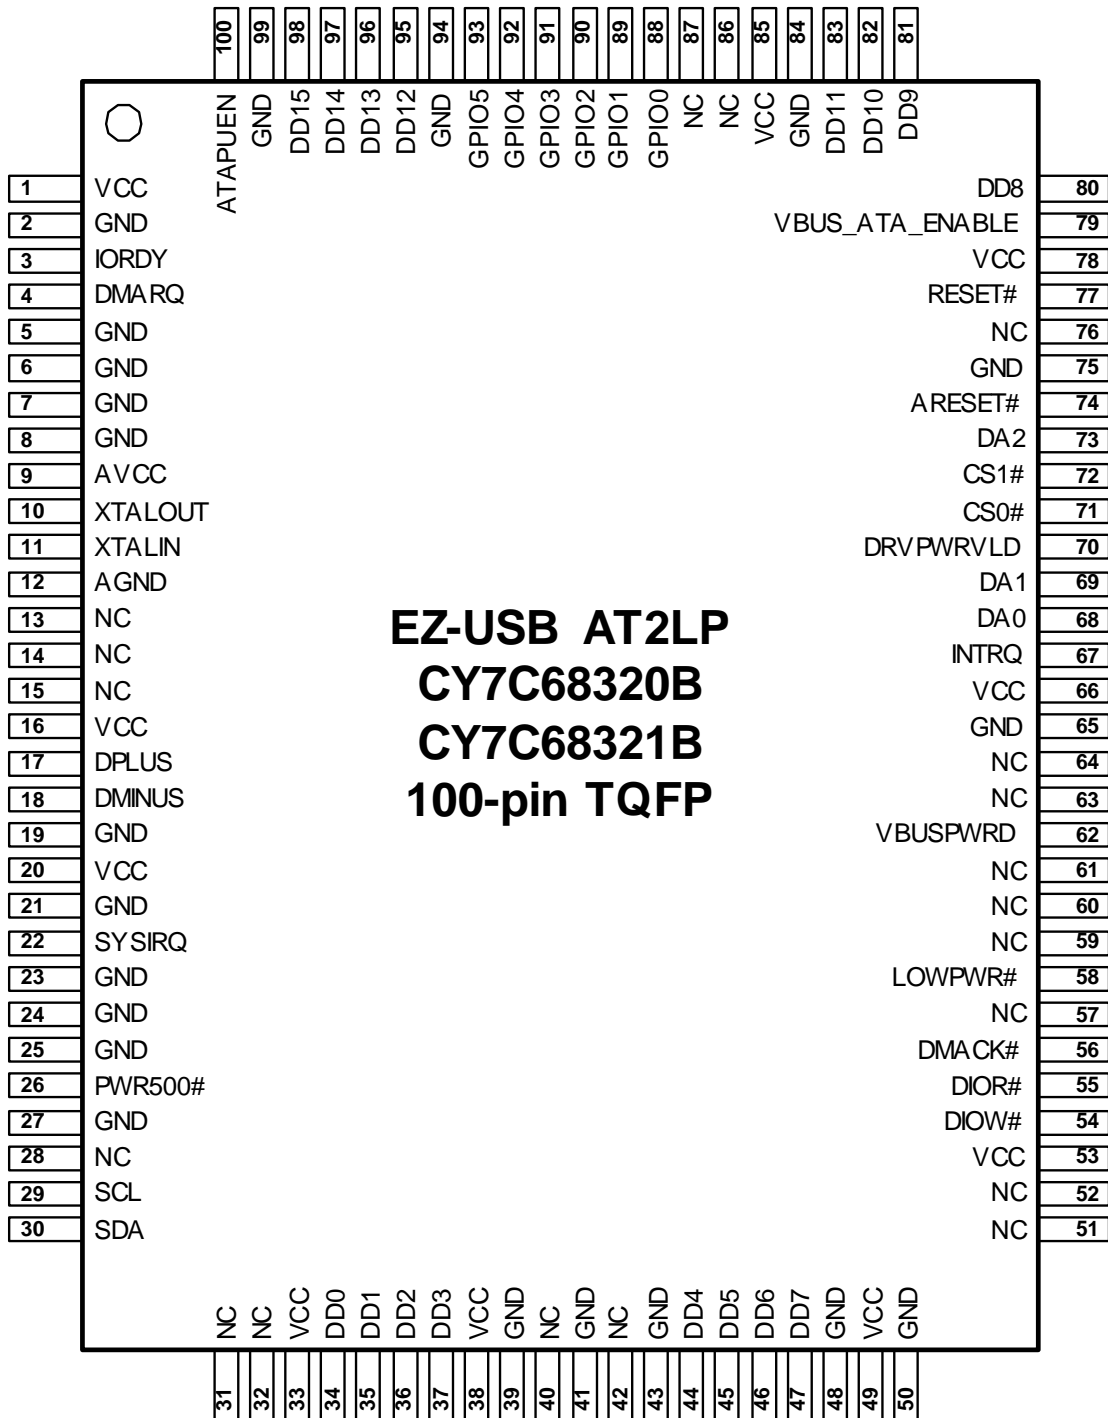 100 99 98 97 96 95 94 93 92 91 90 89 88 87 86 85 84 83 82 81
ATAPUEN GND DD15 DD14 DD13 DD12 GND GPIO5 GPIO4 GPIO3 GPIO2 GPIO1 GPIO0 NC NC VCC GND DD11 DD10 DD9
1 VCC DD8 80
2 GND VBUS_ATA_ENABLE 79
3 IORDY VCC 78
4 DMARQ RESET# 77
5 GND NC 76
6 GND GND 75
7 GND ARESET# 74
8 GND DA2 73
9 AVCC CS1# 72
10 XTALOUT CS0# 71
11 XTALIN DRVPWRVLD 70
12 AGND DA1 69
13 NC DA0 68
14 NC INTRQ 67
15 NC VCC 66
16 VCC GND 65
17 DPLUS NC 64
18 DMINUS NC 63
19 GND VBUSPWRD 62
20 VCC NC 61
21 GND NC 60
22 SYSIRQ NC 59
23 GND LOWPWR# 58
24 GND NC 57
25 GND DMACK# 56
26 PWR500# DIOR# 55
27 GND DIOW# 54
28 NC VCC 53
29 SCL NC 52
30 SDA NC 51
EZ-USB AT2LP
CY7C68320B
CY7C68321B
100-pin TQFP
NC NC VCC DD0 DD1 DD2 DD3 VCC GND NC GND NC GND DD4 DD5 DD6 DD7 GND VCC GND
31 32 33 34 35 36 37 38 39 40 41 42 43 44 45 46 47 48 49 50